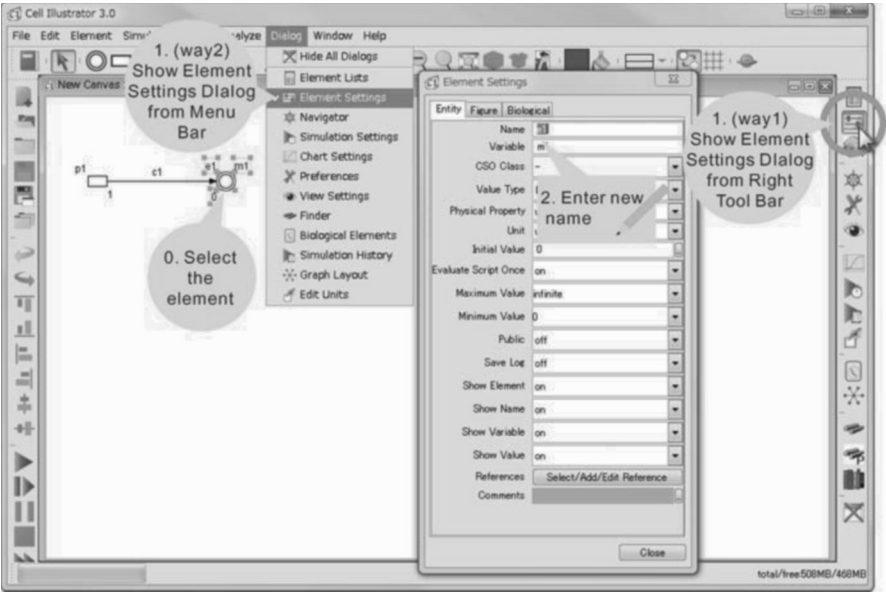 Cell Illustrator 3.0
File Edit Element Dialog Window Help
New Canvas
1. (way2)
Show Element
Settings DIalog
from Menu
Bar
Hide All Dialogs
Element Lists
Element Settings
Navigator
Simulation Settings
Chart Settings
Preferences
View Settings
Finder
Biological Elements
Simulation History
Graph Layout
Edit Units
p1
c1
e1 m1
1
0
0. Select
the
element
Element Settings
Entity Figure Biological
Name
Variable
CSO Class -
Value Type
Physical Property
Unit
Initial Value 0
Evaluate Script Once on
Maximum Value infinite
Minimum Value 0
Public off
Save Log off
Show Element on
Show Name on
Show Variable on
Show Value on
References Select/Add/Edit Reference
Comments
Close
2. Enter new
name
1. (way1)
Show Element
Settings DIalog
from Right
Tool Bar
total/free:508MB/468MB